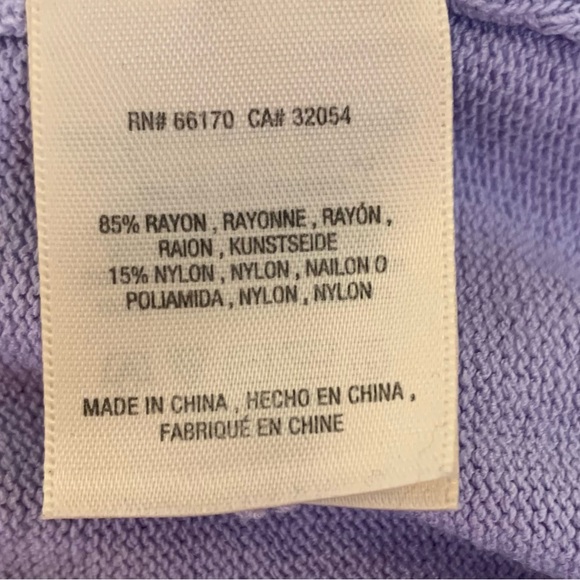 RN# 66170 CA# 32054
85% RAYON , RAYONNE , RAYÓN ,
RAION , KUNSTSEIDE
15% NYLON , NYLON , NAILON O
POLIAMIDA , NYLON , NYLON
MADE IN CHINA , HECHO EN CHINA ,
FABRIQUÉ EN CHINE